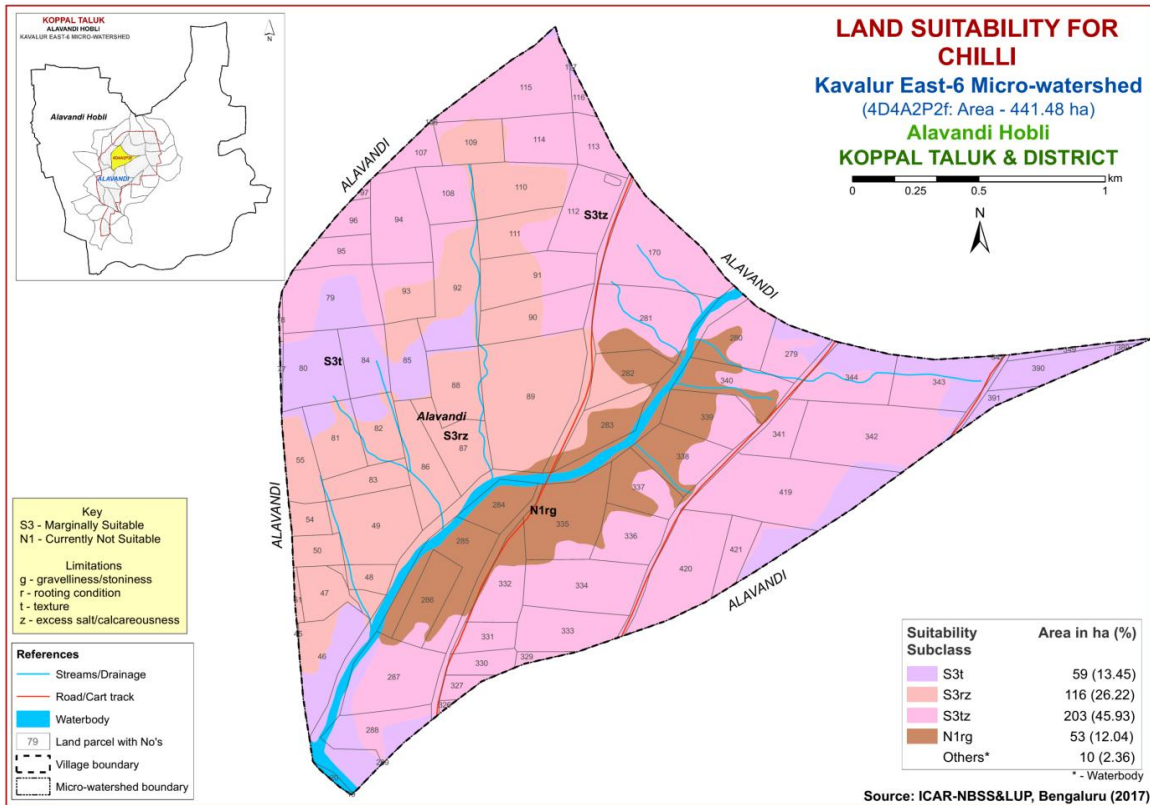 KOPPAL TALUK
ALAVANDI HOBLI
KAVALUR EAST-6 MICRO-WATERSHED
N
Alavandi Hobli
4D4A2P2f
ALAVANDI
LAND SUITABILITY FOR
CHILLI
Kavalur East-6 Micro-watershed
(4D4A2P2f: Area - 441.48 ha)
Alavandi Hobli
KOPPAL TALUK & DISTRICT
km
0 0.25 0.5 1
N
115
116
109
114
107
113
108
110
97
112
S3tz
96
94
ALAVANDI
111
95
170
ALAVANDI
91
79
93
92
90
281
280
80
S3t
84
85
279
282
340
344
343
390
88
89
391
Alavandi
339
283
81
82
S3rz
87
341
342
55
86
338
83
337
419
54
284
N1rg
49
335
50
285
336
421
ALAVANDI
48
420
47
286
332
334
ALAVANDI
331
333
46
329
287
330
327
288
Key
S3 - Marginally Suitable
N1 - Currently Not Suitable
Limitations
g - gravelliness/stoniness
r - rooting condition
t - texture
z - excess salt/calcareousness
References
Streams/Drainage
Road/Cart track
Waterbody
79 Land parcel with No's
Village boundary
Micro-watershed boundary
Suitability Subclass Area in ha (%)
S3t 59 (13.45)
S3rz 116 (26.22)
S3tz 203 (45.93)
N1rg 53 (12.04)
Others* 10 (2.36)
* - Waterbody
Source: ICAR-NBSS&LUP, Bengaluru (2017)